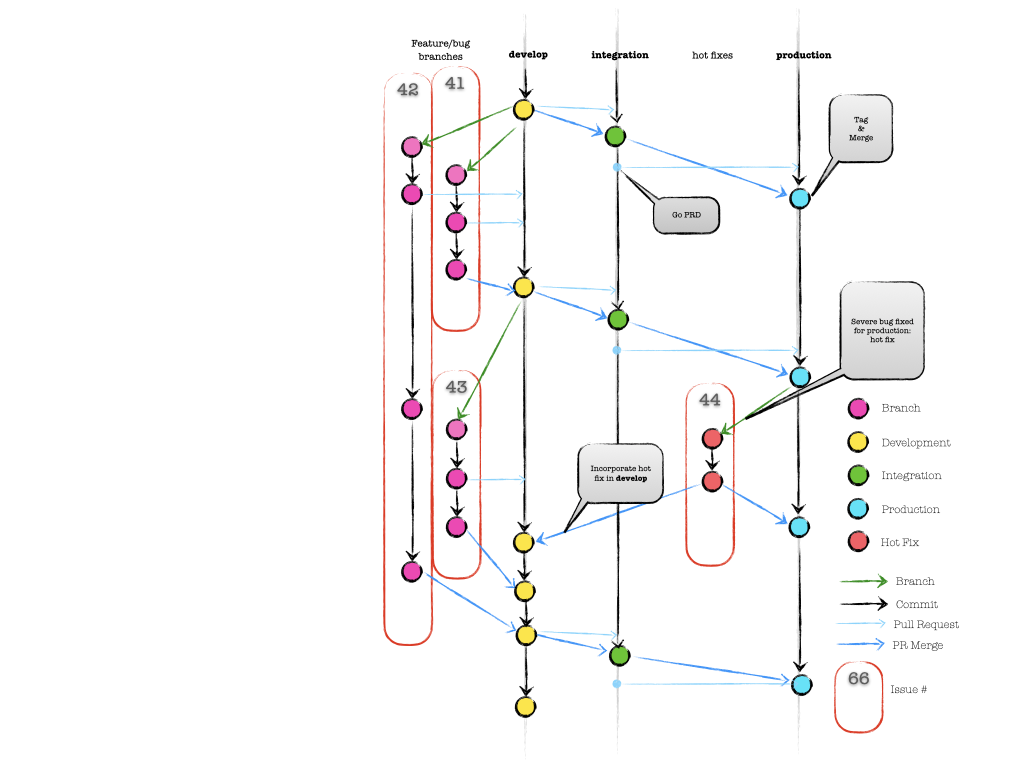 Feature/bug
branches
develop
integration
hot fixes
production
42
41
Tag
&
Merge
Go PRD
Severe bug fixed
for production:
hot fix
43
44
Incorporate hot
fix in develop
Branch
Development
Integration
Production
Hot Fix
Branch
Commit
Pull Request
PR Merge
66
Issue #